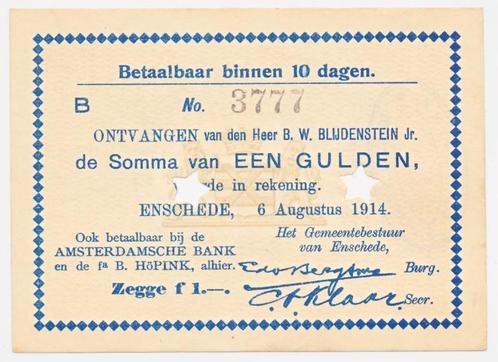 Betaalbaar binnen 10 dagen.
B No. 3777
ONTVANGEN van den Heer B. W. BLIJDENSTEIN Jr.
de Somma van EEN GULDEN,
in rekening.
ENSCHEDE, 6 Augustus 1914.
Ook betaalbaar bij de
AMSTERDAMSCHE BANK
en de fa B. HöPINK, alhier.
Zegge f 1.—.
Het Gemeentebestuur
van Enschede,
Burg.
Secr.